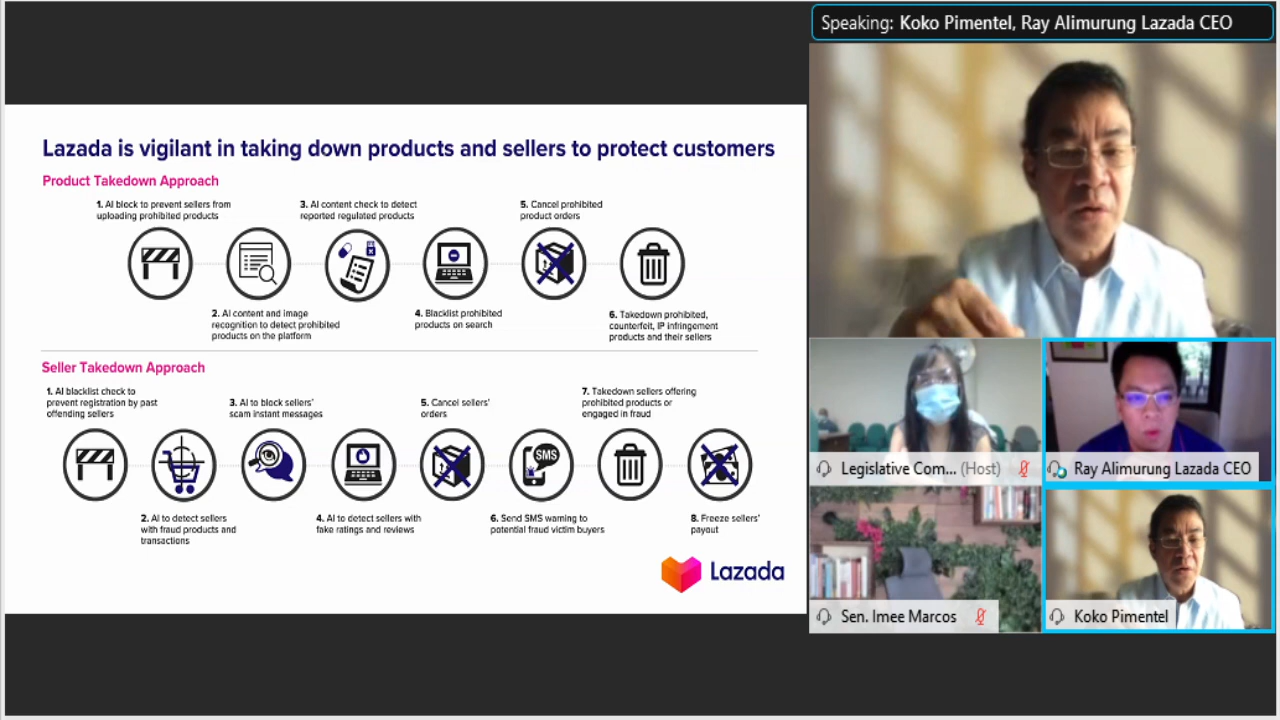 Speaking: Koko Pimentel, Ray Alimurung Lazada CEO
Lazada is vigilant in taking down products and sellers to protect customers
Product Takedown Approach
1. AI block to prevent sellers from
uploading prohibited products
2. AI content and image
recognition to detect prohibited
products on the platform
3. AI content check to detect
reported regulated products
4. Blacklist prohibited
products on search
5. Cancel prohibited
product orders
6. Takedown prohibited,
counterfeit, IP infringement
products and their sellers
Seller Takedown Approach
1. AI blacklist check to
prevent registration by past
offending sellers
2. AI to detect sellers
with fraud products and
transactions
3. AI to block sellers'
scam instant messages
4. AI to detect sellers with
fake ratings and reviews
5. Cancel sellers'
orders
6. Send SMS warning to
potential fraud victim buyers
SMS
7. Takedown sellers offering
prohibited products or
engaged in fraud
8. Freeze sellers'
payout
Lazada
Legislative Com... (Host)
Ray Alimurung Lazada CEO
Sen. Imee Marcos
Koko Pimentel